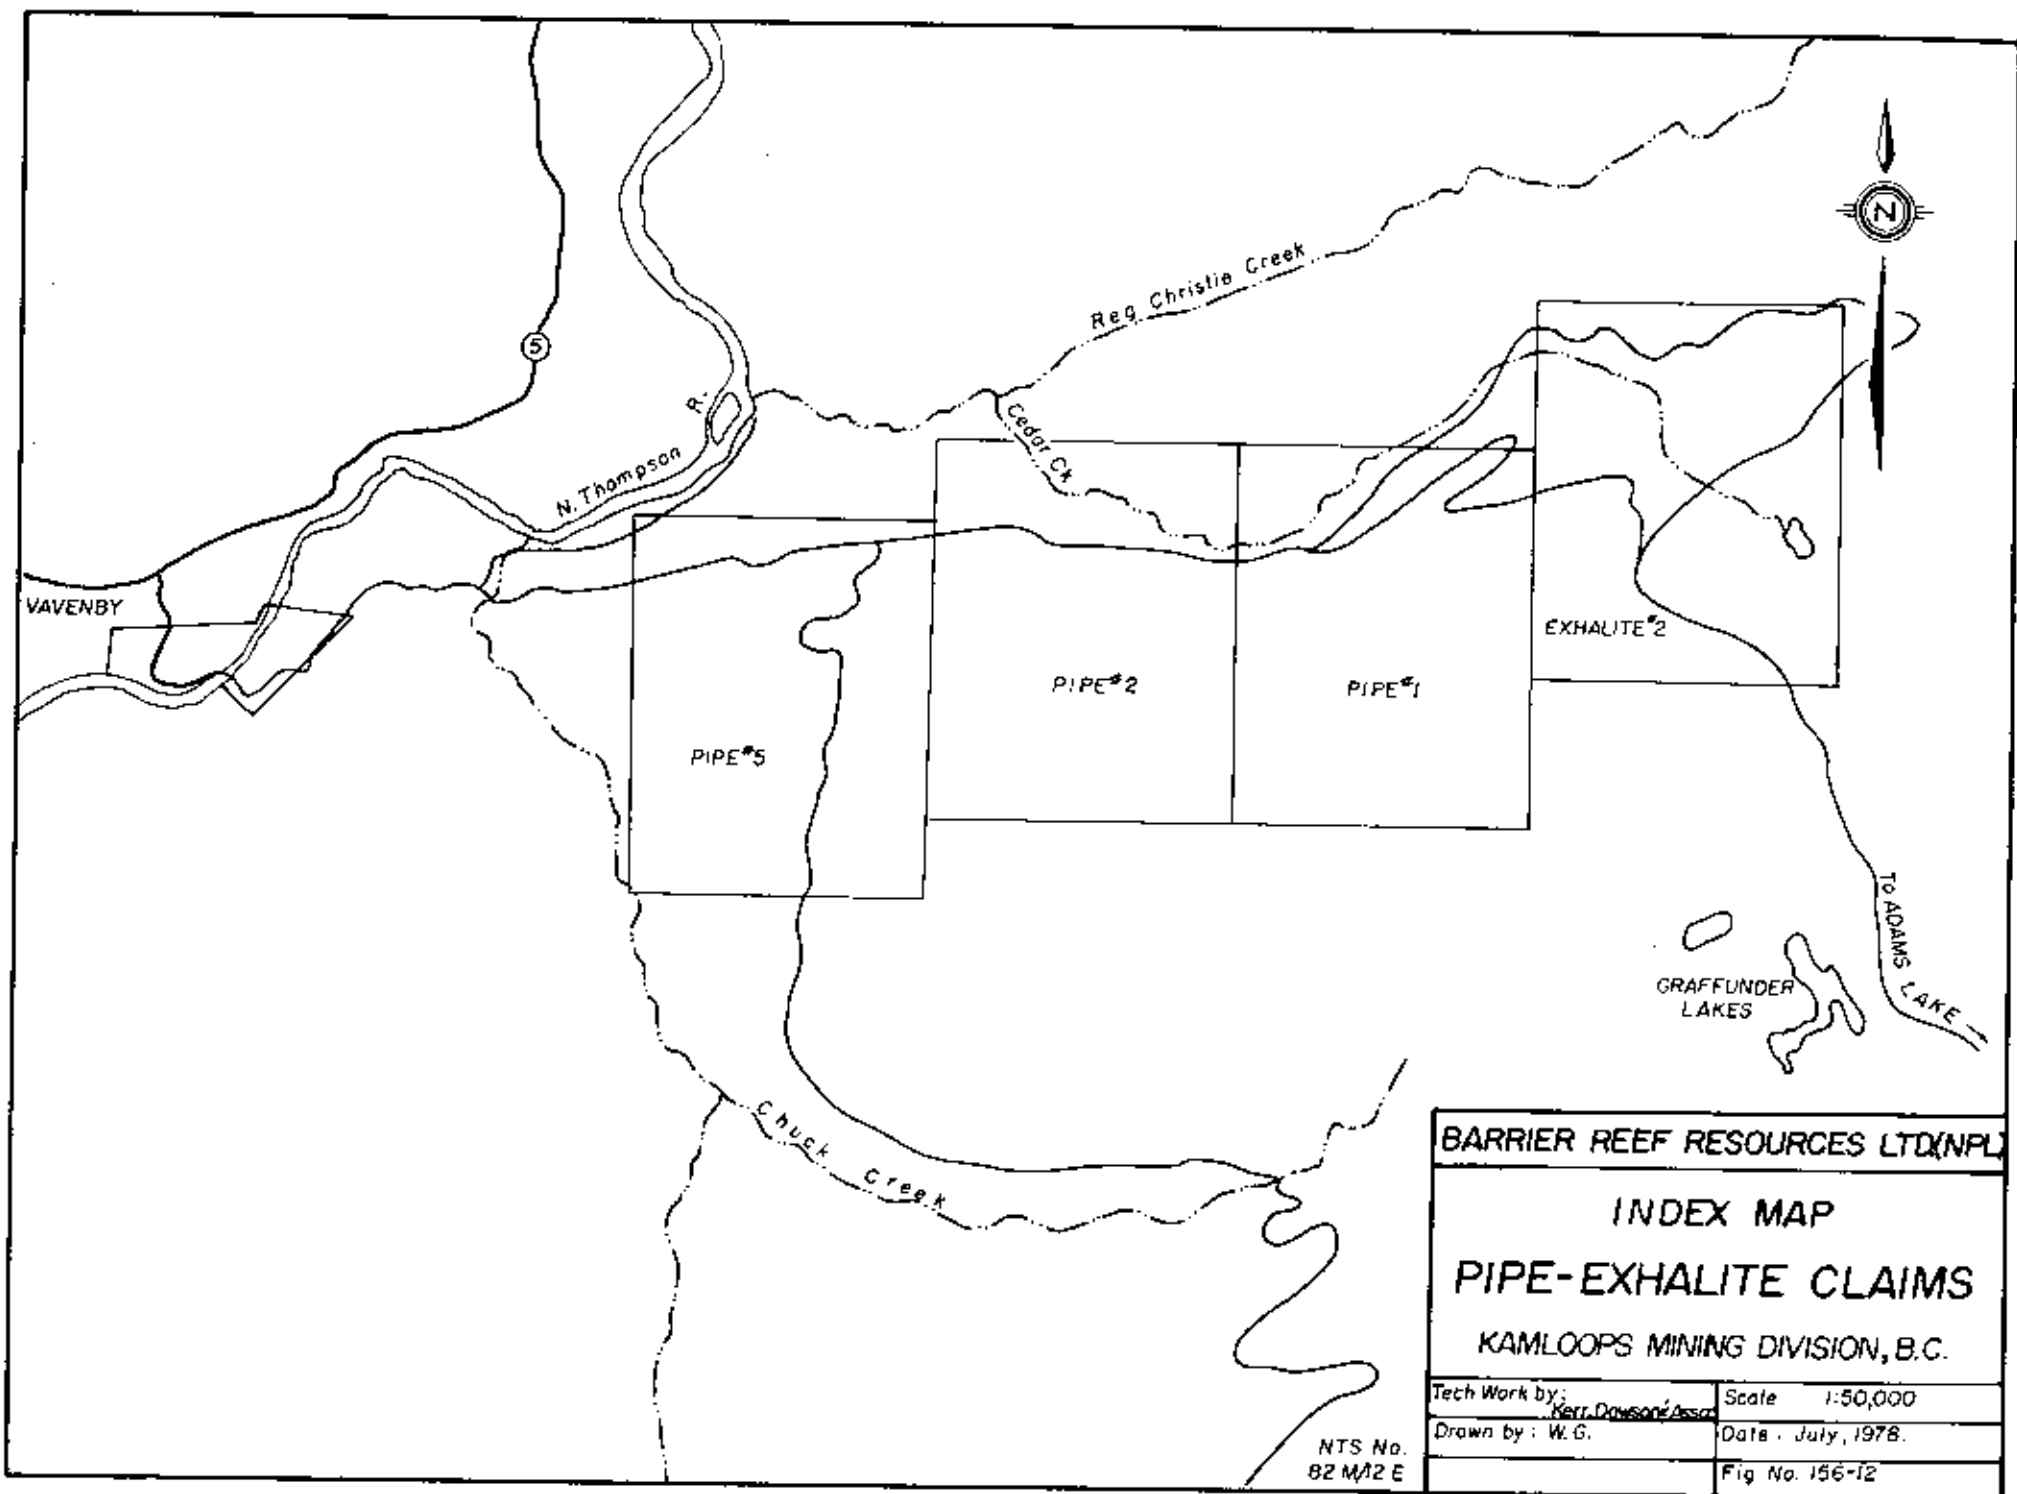 N
Reg Christie Creek
5
Cedar Ck
N. Thompson R.
VAVENBY
EXHALITE #2
PIPE #2
PIPE #1
PIPE #5
To ADAMS LAKE
GRAFFUNDER
LAKES
Chuck Creek
BARRIER REEF RESOURCES LTD(NPL)
INDEX MAP
PIPE-EXHALITE CLAIMS
KAMLOOPS MINING DIVISION, B.C.
Tech Work by: Kerr, Dawson & Assoc
Scale 1:50,000
Drawn by: W.G.
Date: July, 1978.
NTS No.
82 M/12 E
Fig No. 156-12